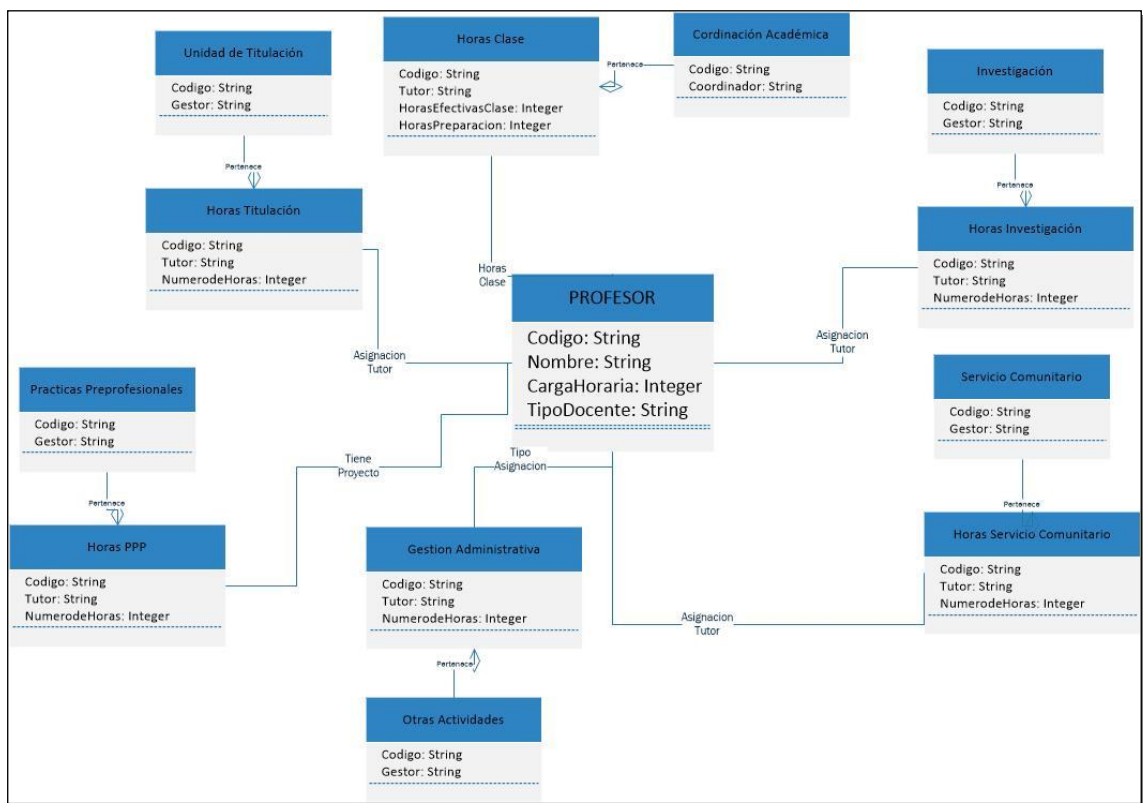 Unidad de Titulación
Codigo: String
Gestor: String
Pertenece
Horas Titulación
Codigo: String
Tutor: String
NumerodeHoras: Integer
Horas Clase
Codigo: String
Tutor: String
HorasEfectivasClase: Integer
HorasPreparacion: Integer
Pertenece
Cordinación Académica
Codigo: String
Coordinador: String
Investigación
Codigo: String
Gestor: String
Pertenece
Horas Investigación
Codigo: String
Tutor: String
NumerodeHoras: Integer
Horas
Clase
PROFESOR
Codigo: String
Nombre: String
CargaHoraria: Integer
TipoDocente: String
Asignacion
Tutor
Asignacion
Tutor
Practicas Preprofesionales
Codigo: String
Gestor: String
Pertenece
Horas PPP
Codigo: String
Tutor: String
NumerodeHoras: Integer
Tiene
Proyecto
Tipo
Asignacion
Gestion Administrativa
Codigo: String
Tutor: String
NumerodeHoras: Integer
Pertenece
Otras Actividades
Codigo: String
Gestor: String
Servicio Comunitario
Codigo: String
Gestor: String
Pertenece
Horas Servicio Comunitario
Codigo: String
Tutor: String
NumerodeHoras: Integer
Asignacion
Tutor